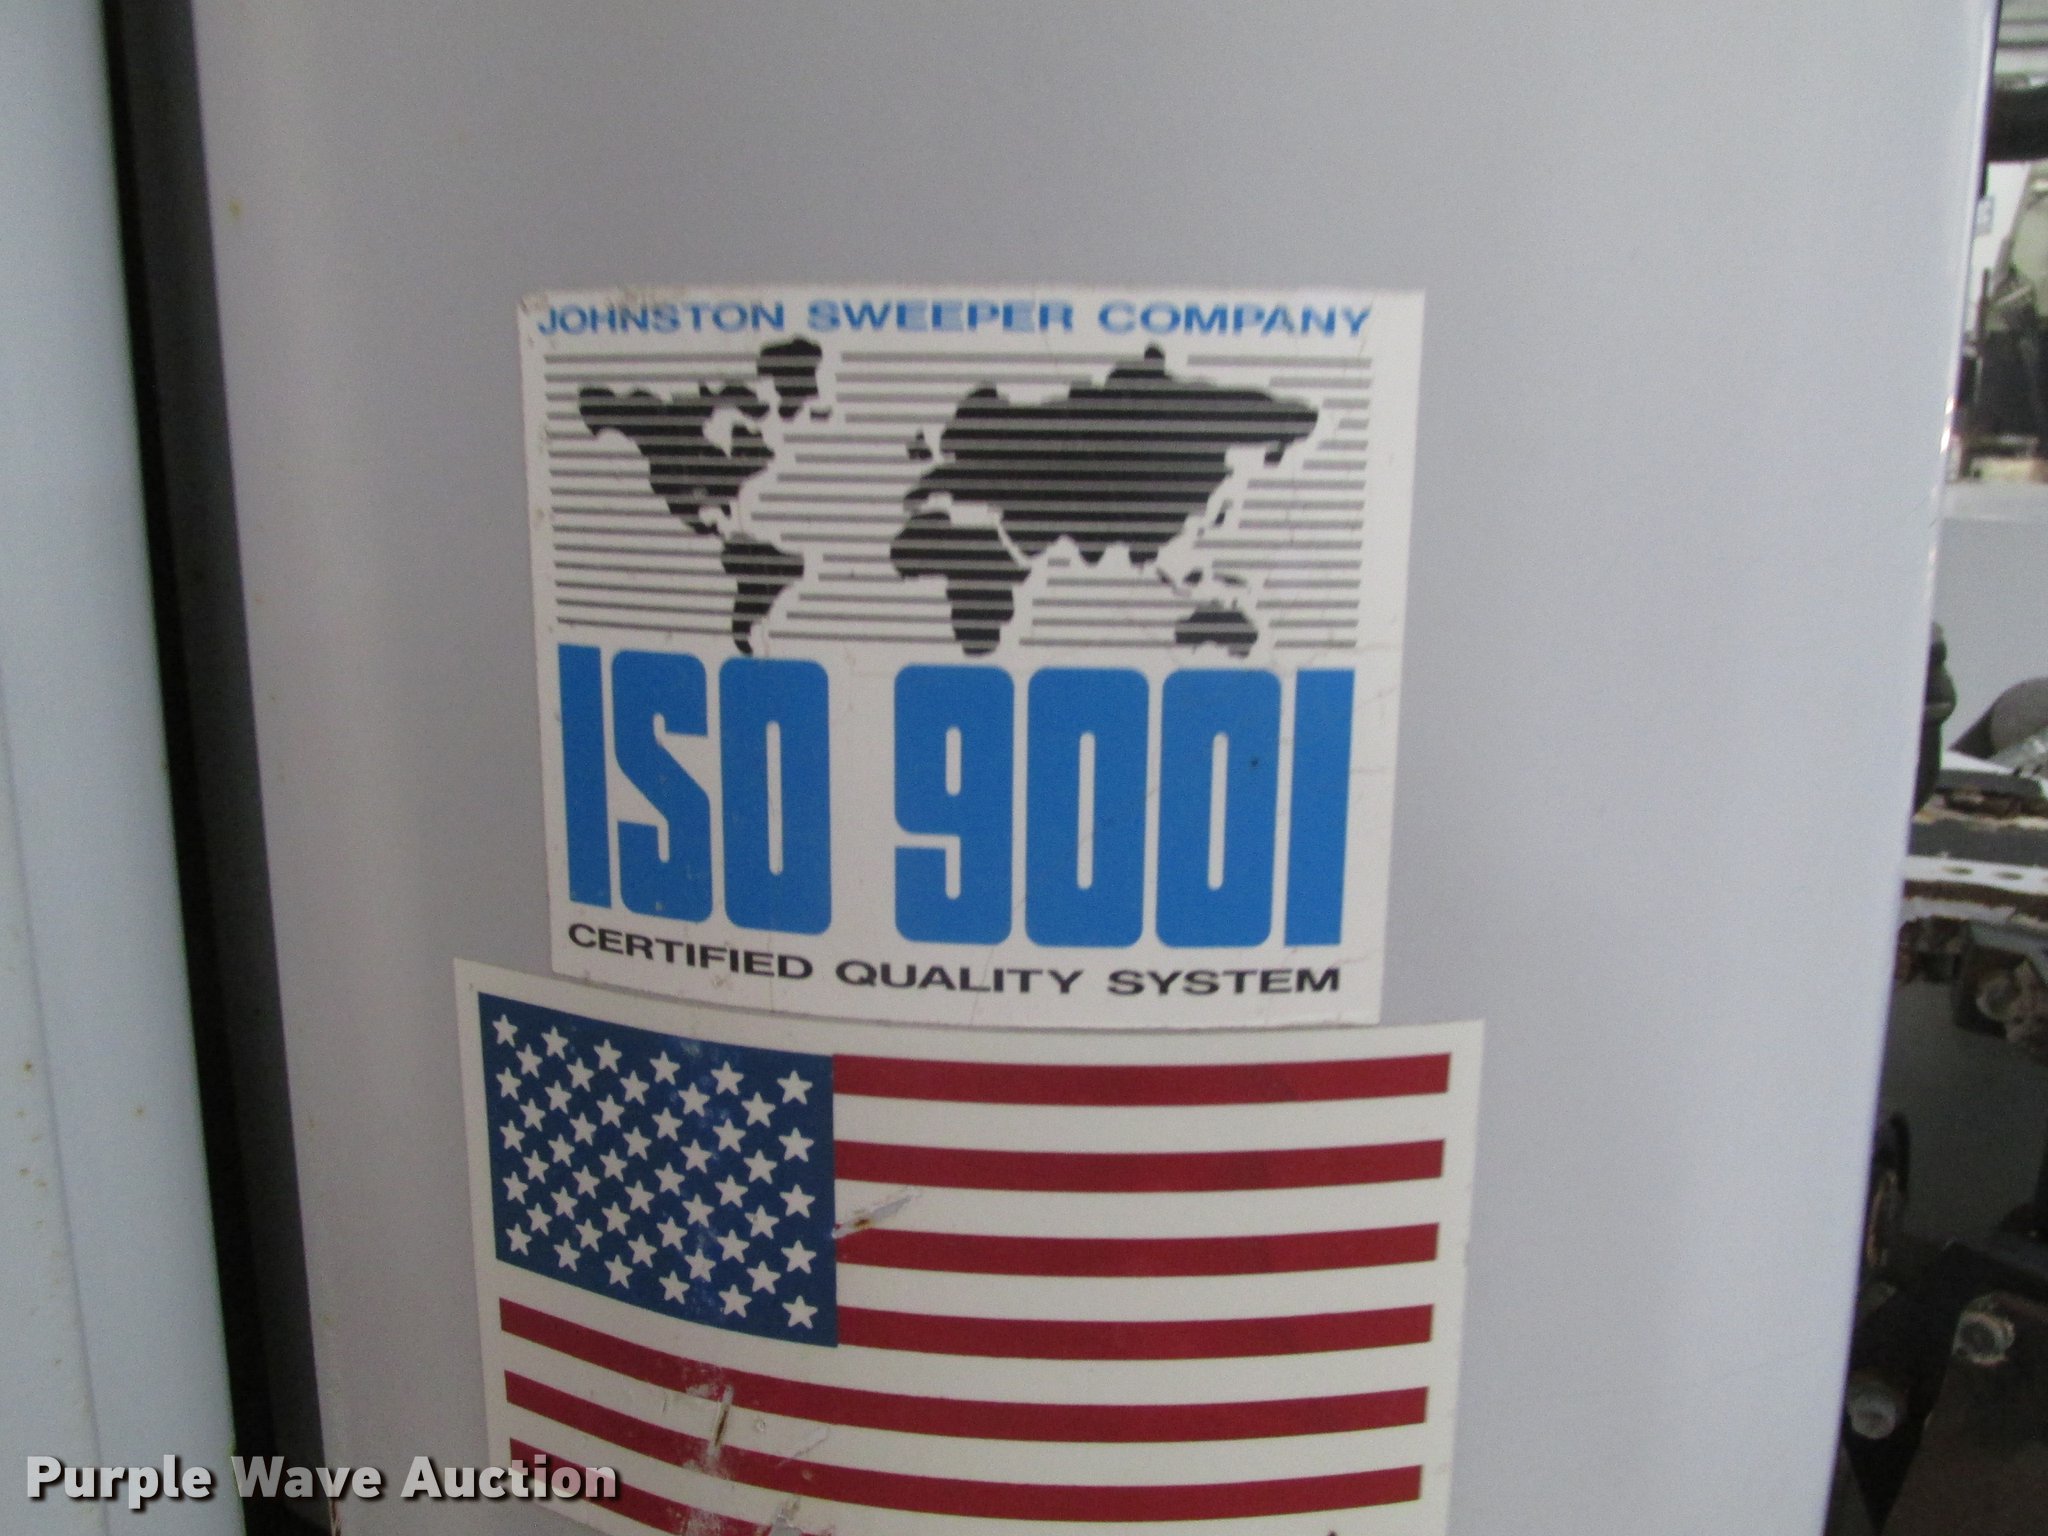 JOHNSTON SWEEPER COMPANY
ISO 9001
CERTIFIED QUALITY SYSTEM
Purple Wave Auction